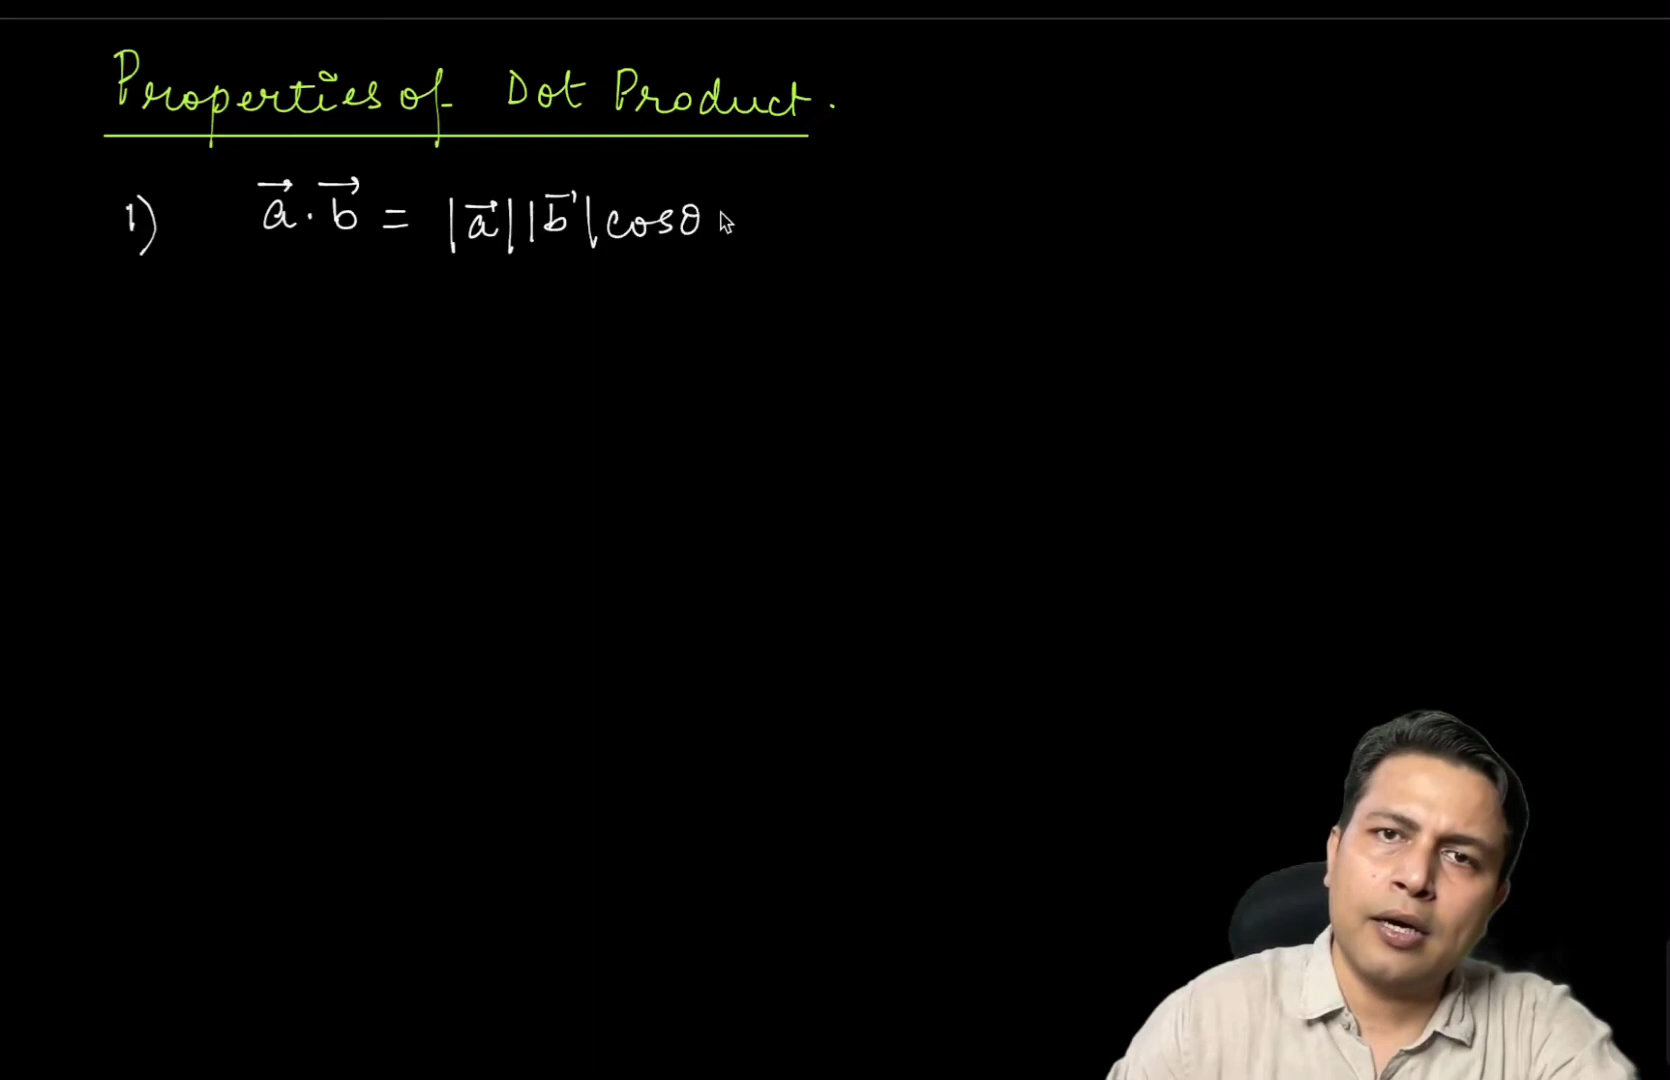 Properties of Dot Product.
1) a⃗ · b⃗ = |a⃗||b⃗|cosθ